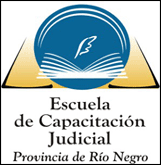 Escuela
de Capacitación
Judicial
Provincia de Río Negro